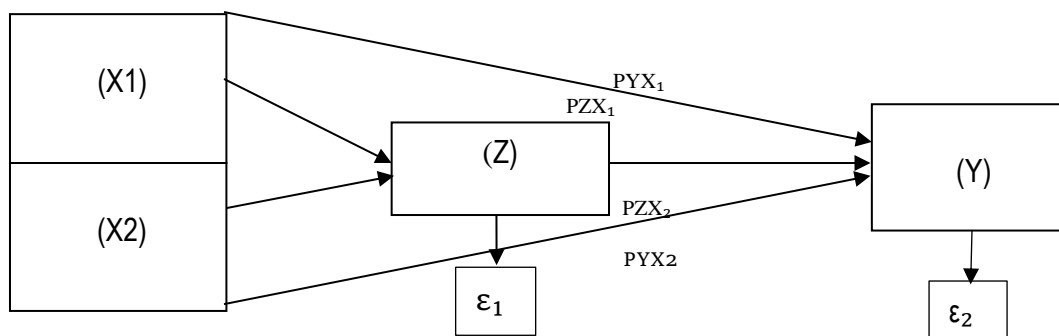 (X1)
PYX₁
PZX₁
(Z)
(Y)
(X2)
PZX₂
PYX2
ε₁
ε₂